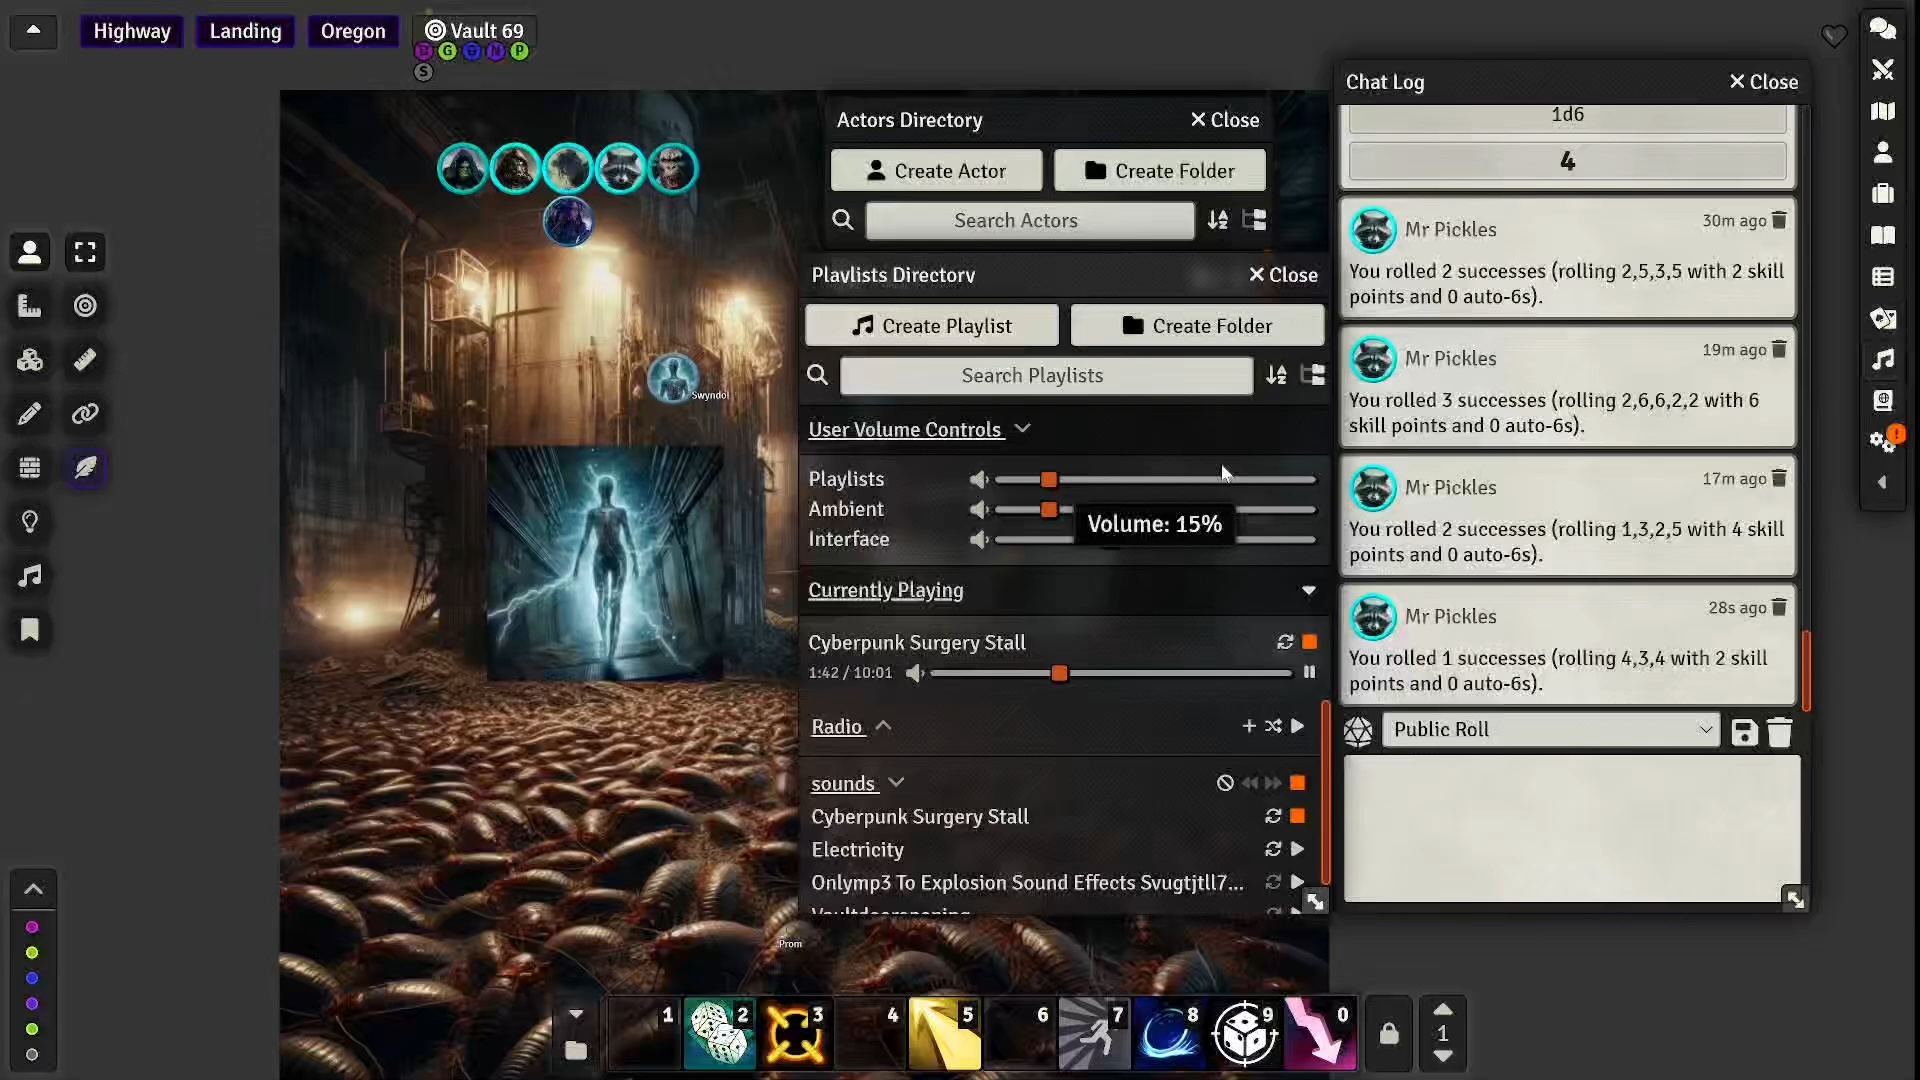 Highway
Landing
Oregon
Vault 69
G
N
P
S
Actors Directory
Close
Create Actor
Create Folder
Search Actors
Playlists Directory
Close
Create Playlist
Create Folder
Search Playlists
User Volume Controls
Playlists
Ambient
Interface
Volume: 15%
Currently Playing
Cyberpunk Surgery Stall
1:42 / 10:01
Radio
sounds
Cyberpunk Surgery Stall
Electricity
Onlymp3 To Explosion Sound Effects Svugtjtll7...
Swyndol
Prom
Chat Log
Close
1d6
4
Mr Pickles
30m ago
You rolled 2 successes (rolling 2,5,3,5 with 2 skill
points and 0 auto-6s).
Mr Pickles
19m ago
You rolled 3 successes (rolling 2,6,6,2,2 with 6
skill points and 0 auto-6s).
Mr Pickles
17m ago
You rolled 2 successes (rolling 1,3,2,5 with 4 skill
points and 0 auto-6s).
Mr Pickles
28s ago
You rolled 1 successes (rolling 4,3,4 with 2 skill
points and 0 auto-6s).
Public Roll
1
2
3
4
5
6
7
8
9
0
1